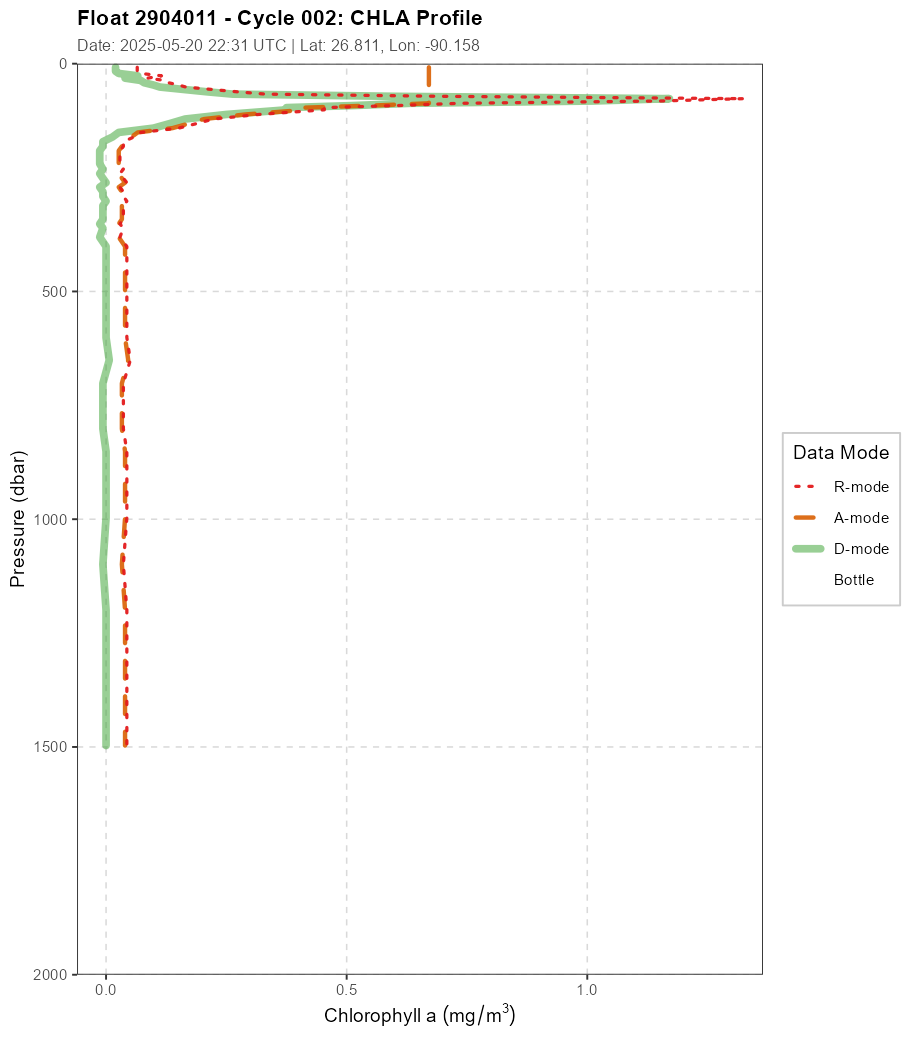 Float 2904011 - Cycle 002: CHLA Profile
Date: 2025-05-20 22:31 UTC | Lat: 26.811, Lon: -90.158
0
500
1000
1500
2000
Pressure (dbar)
0.0
0.5
1.0
Chlorophyll a (mg/m³)
Data Mode
R-mode
A-mode
D-mode
Bottle